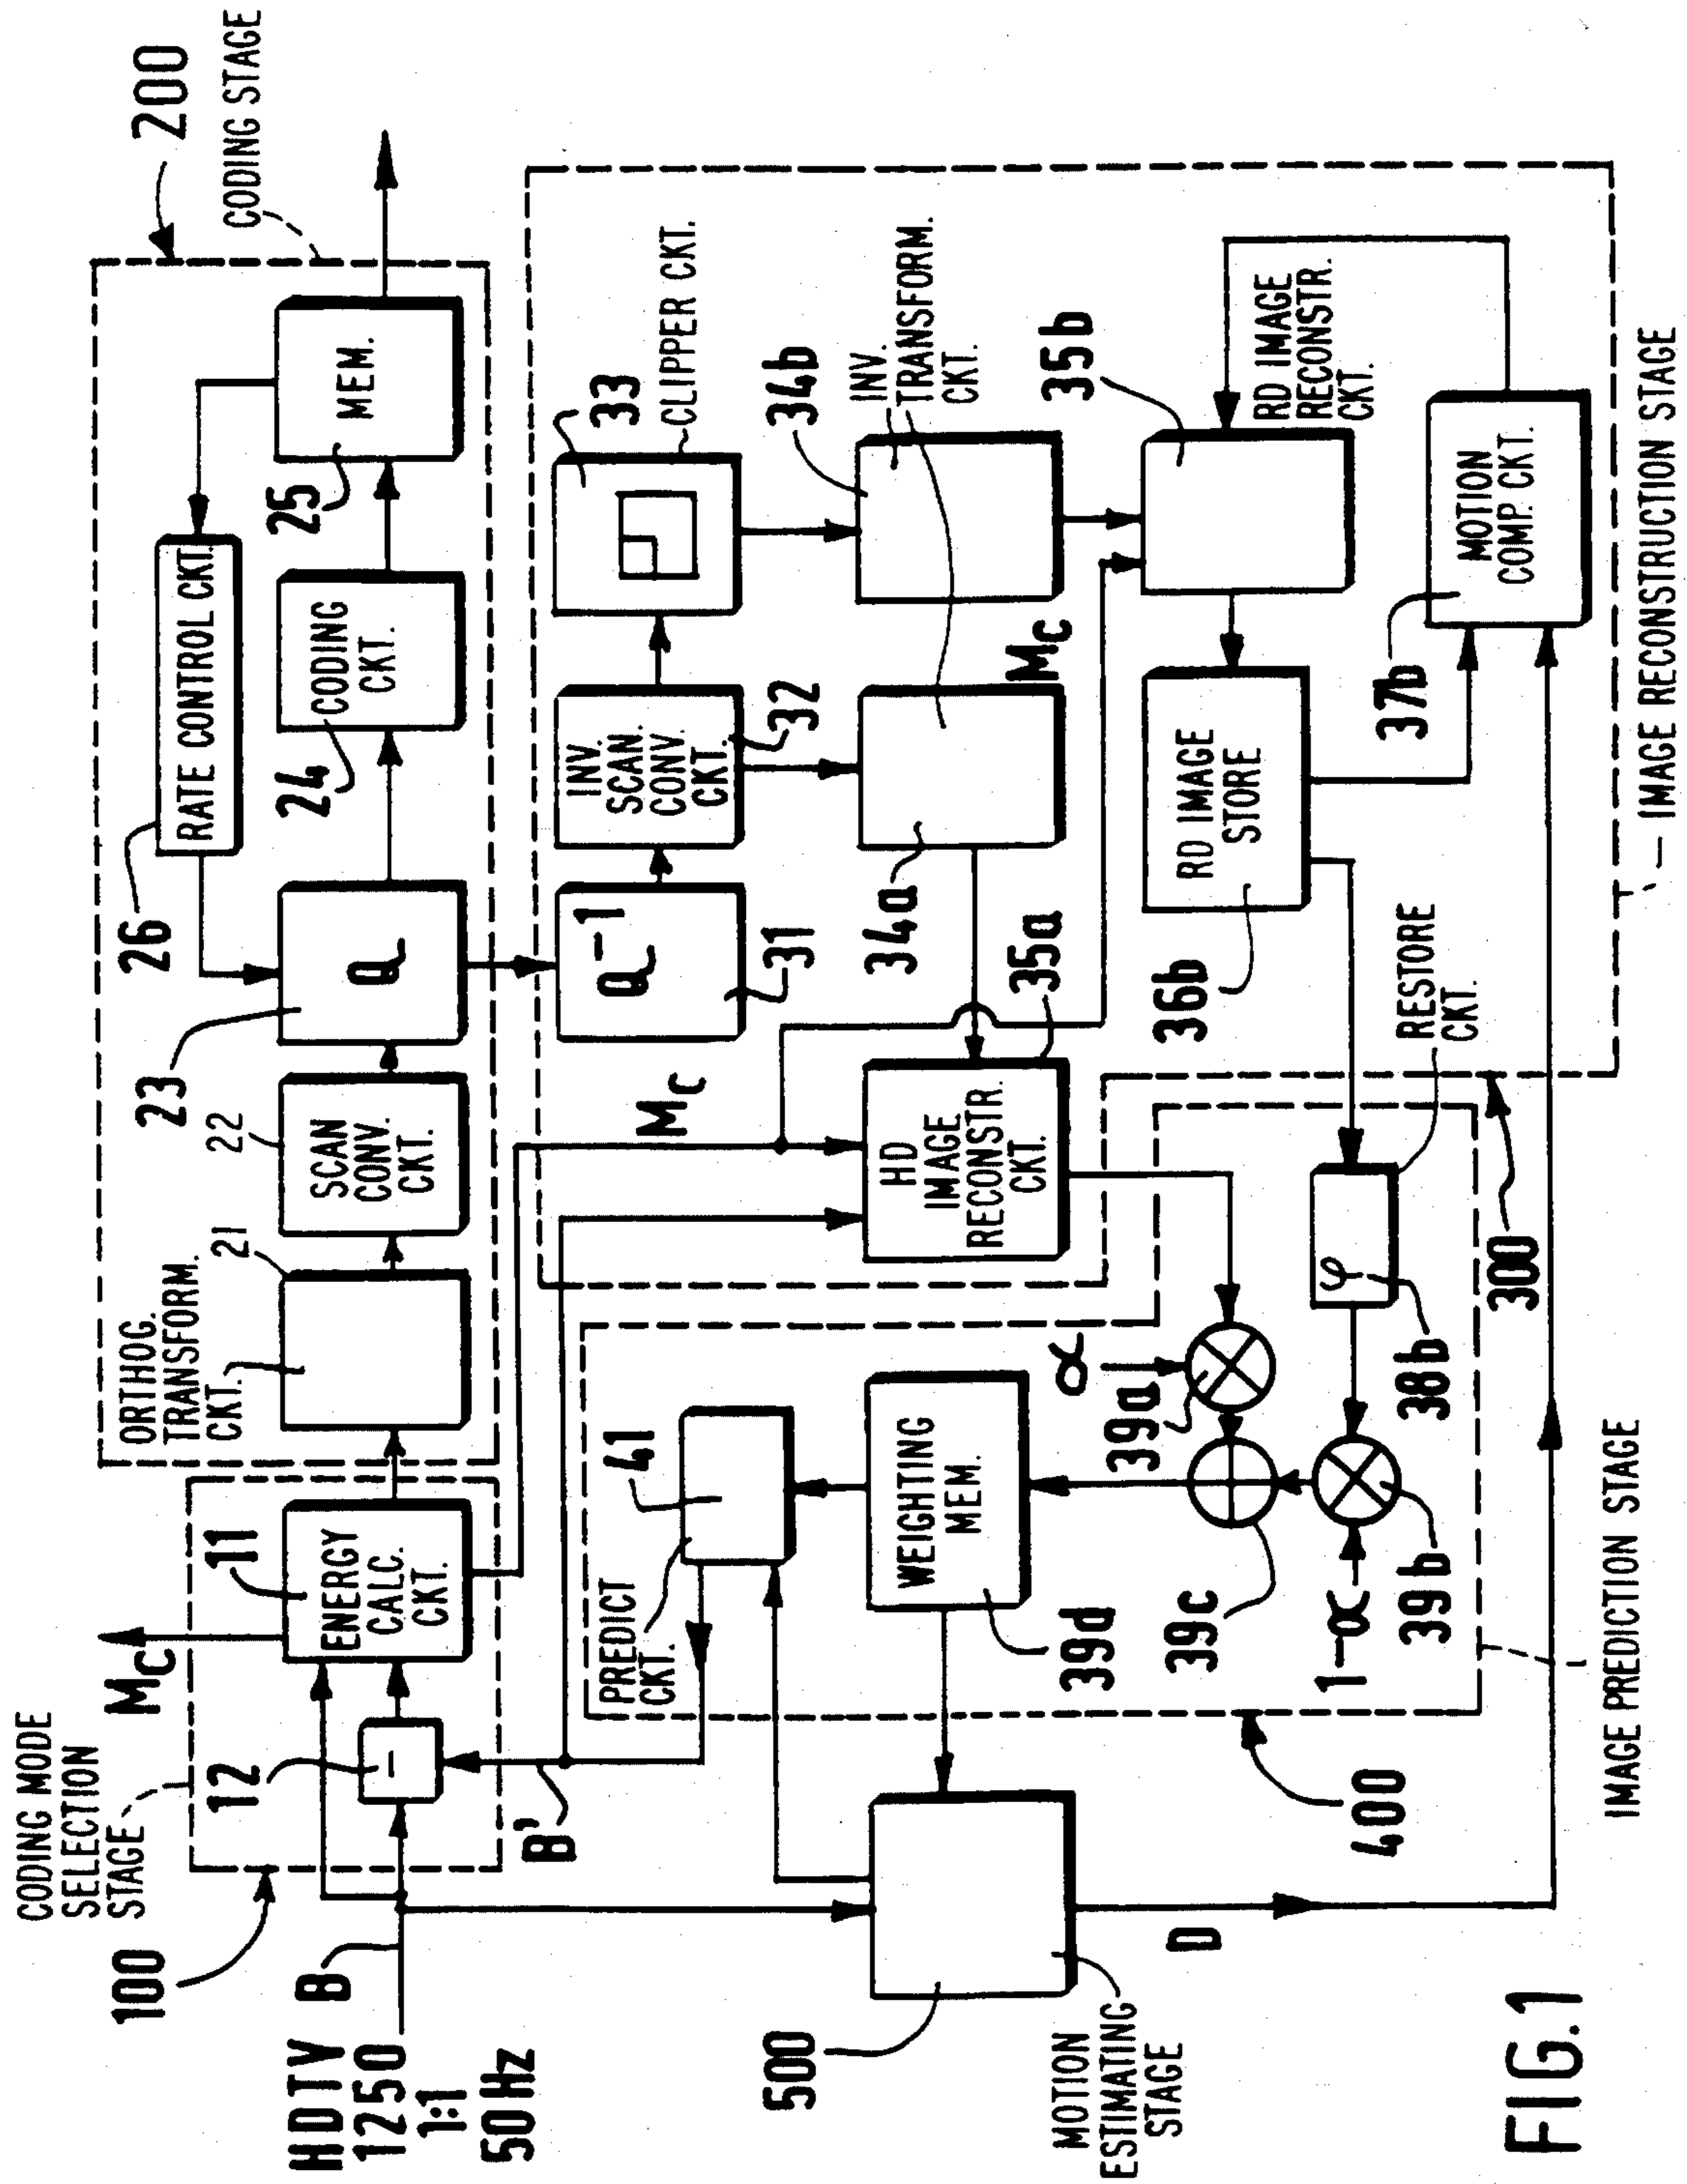 CODING MODE
SELECTION
STAGE
100
12
11
M_C
ENERGY
CALC.
CKT.
−
B
HDTV
1250
1:1
50 Hz
B'
ORTHOG.
TRANSFORM.
CKT.
21
22
SCAN
CONV.
CKT.
23
Q
26
RATE CONTROL CKT.
24
CODING
CKT.
25
MEM.
200
CODING STAGE
Q⁻¹
31
INV.
SCAN.
CONV.
CKT.
32
33
CLIPPER CKT.
34b
INV.
TRANSFORM.
CKT.
34a
M_C
M_C
HD
IMAGE
RECONSTR.
CKT.
35a
35b
RD IMAGE
RECONSTR.
CKT.
RD IMAGE
STORE
36b
37b
MOTION
COMP. CKT.
IMAGE RECONSTRUCTION STAGE
300
RESTORE
CKT.
φ
38b
PREDICT
CKT.
41
WEIGHTING
MEM.
39d
α
39a
39c
1-α
39b
400
IMAGE PREDICTION STAGE
500
MOTION
ESTIMATING
STAGE
D
FIG.1